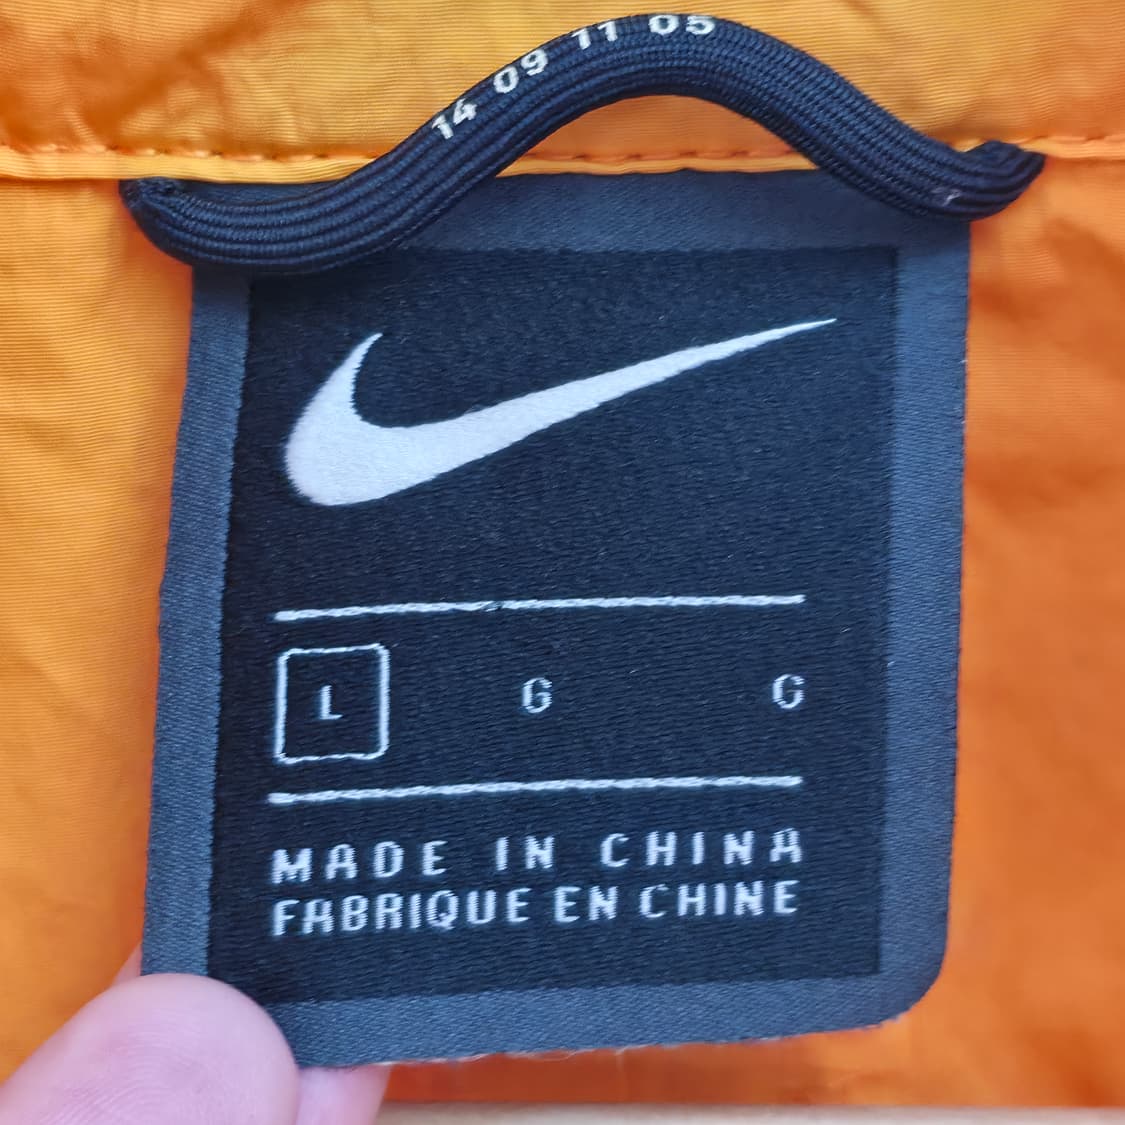 14 09 11 05
L G G
MADE IN CHINA
FABRIQUE EN CHINE